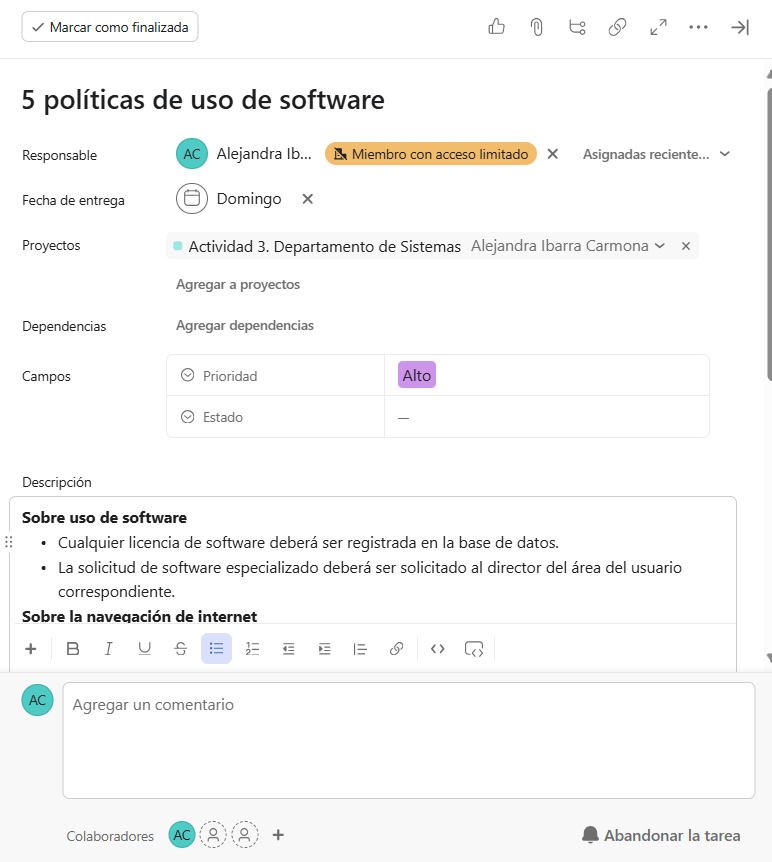 Marcar como finalizada
5 políticas de uso de software
Responsable
AC
Alejandra Ib...
Miembro con acceso limitado
Asignadas reciente...
Fecha de entrega
Domingo
Proyectos
Actividad 3. Departamento de Sistemas Alejandra Ibarra Carmona
Agregar a proyectos
Dependencias
Agregar dependencias
Campos
Prioridad
Alto
Estado
—
Descripción
Sobre uso de software
• Cualquier licencia de software deberá ser registrada en la base de datos.
• La solicitud de software especializado deberá ser solicitado al director del área del usuario
correspondiente.
Sobre la navegación de internet
AC
Agregar un comentario
Colaboradores
AC
Abandonar la tarea